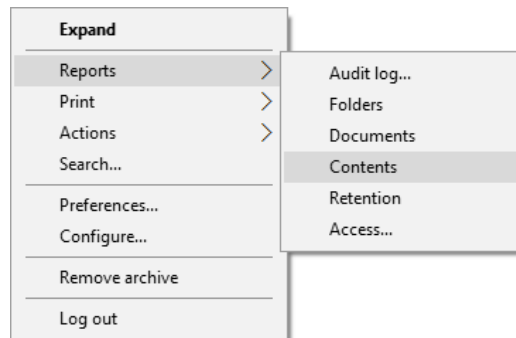 Expand
Reports
Print
Actions
Search...
Preferences...
Configure...
Remove archive
Log out
Audit log...
Folders
Documents
Contents
Retention
Access...